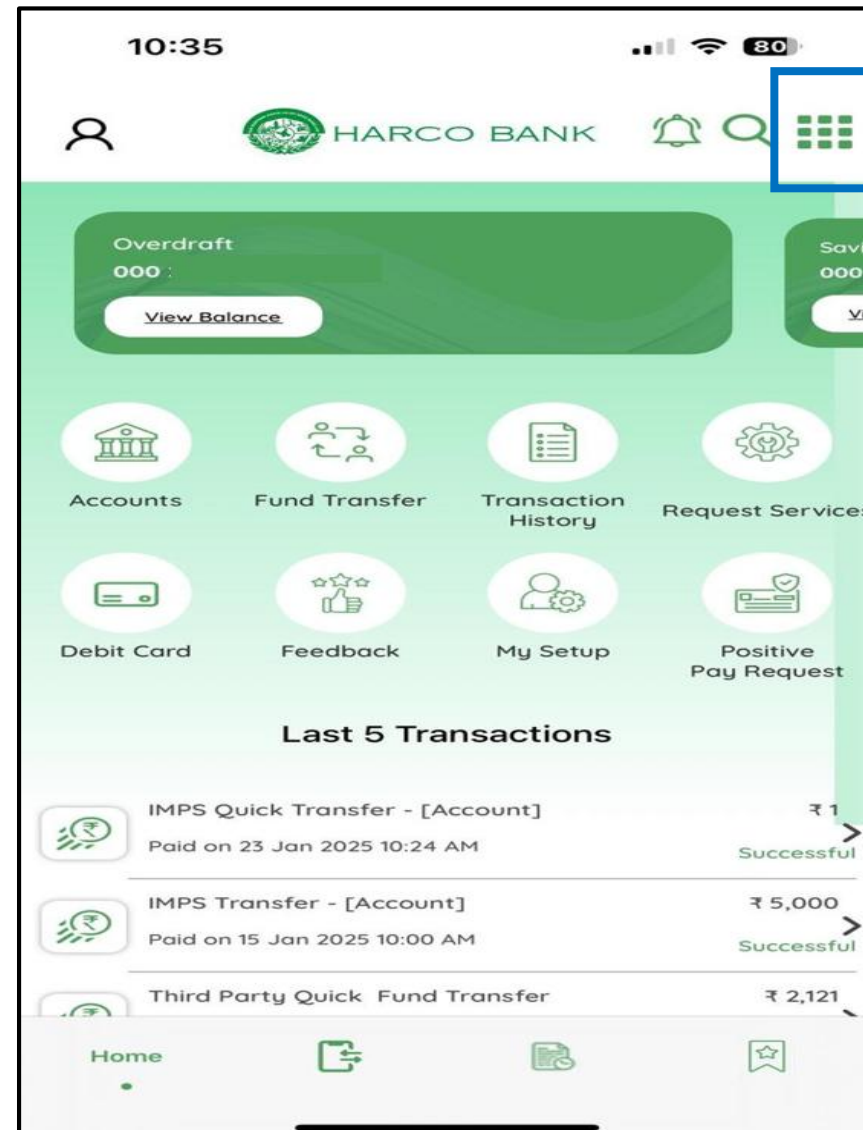 10:35
80
HARCO BANK
Overdraft
000
View Balance
Accounts
Fund Transfer
Transaction
History
Request Services
Debit Card
Feedback
My Setup
Positive
Pay Request
Last 5 Transactions
IMPS Quick Transfer - [Account]
₹ 1
Paid on 23 Jan 2025 10:24 AM
Successful
IMPS Transfer - [Account]
₹ 5,000
Paid on 15 Jan 2025 10:00 AM
Successful
Third Party Quick Fund Transfer
₹ 2,121
Home